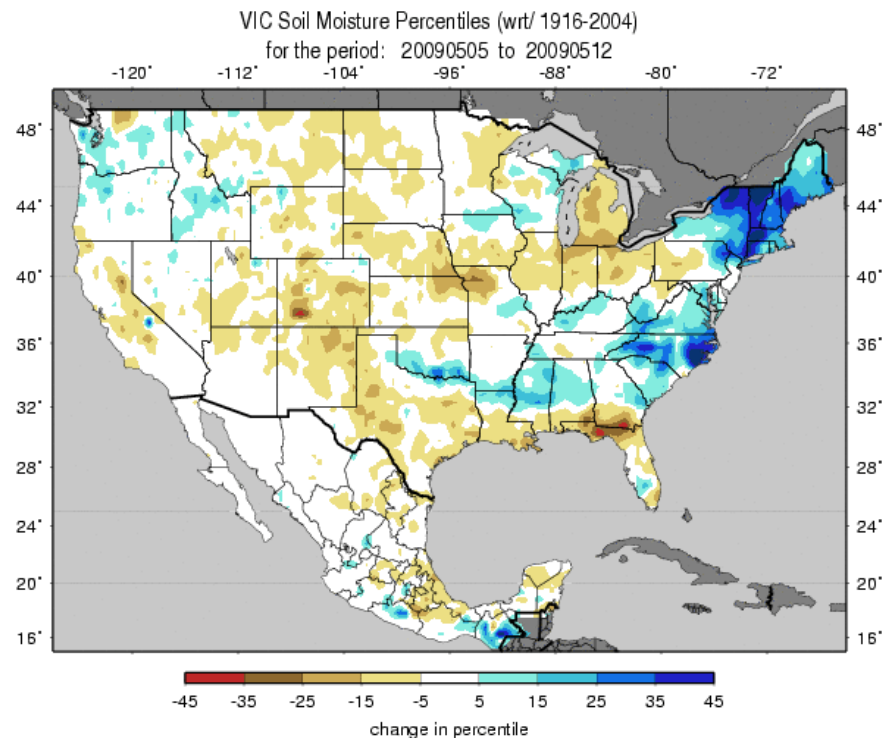 VIC Soil Moisture Percentiles (wrt/ 1916-2004)
for the period: 20090505 to 20090512
-120˚ -112˚ -104˚ -96˚ -88˚ -80˚ -72˚
48˚ 48˚
44˚ 44˚
40˚ 40˚
36˚ 36˚
32˚ 32˚
28˚ 28˚
24˚ 24˚
20˚ 20˚
16˚ 16˚
-45 -35 -25 -15 -5 5 15 25 35 45
change in percentile